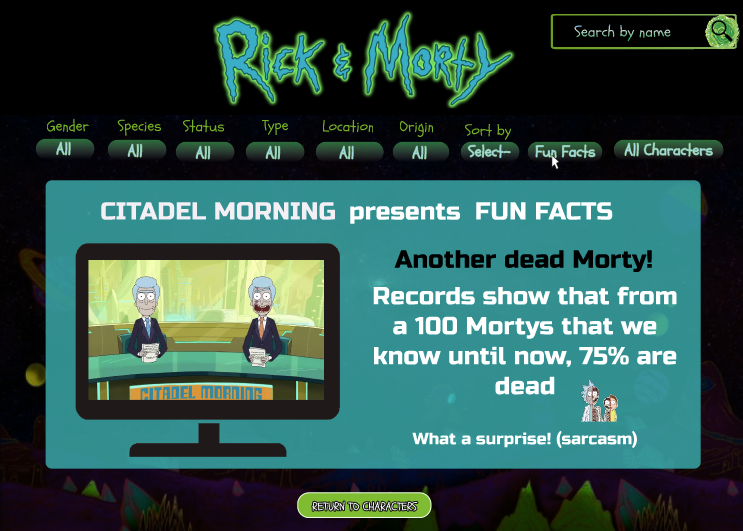 Rick & Morty
Search by name
Gender Species Status Type Location Origin Sort by
All All All All All All Select- Fun Facts All Characters
CITADEL MORNING presents FUN FACTS
Another dead Morty!
Records show that from
a 100 Mortys that we
know until now, 75% are
dead
CITADEL MORNING
What a surprise! (sarcasm)
RETURN TO CHARACTERS